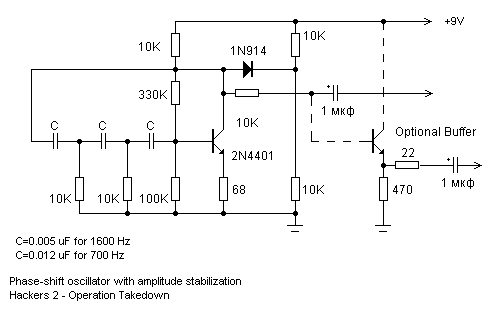 +9V
1N914
10K
10K
330K
10K
1 мкф
C
C
C
2N4401
Optional Buffer
22
1 мкф
10K
10K
100K
68
10K
470
C=0.005 uF for 1600 Hz
C=0.012 uF for 700 Hz
Phase-shift oscillator with amplitude stabilization
Hackers 2 - Operation Takedown